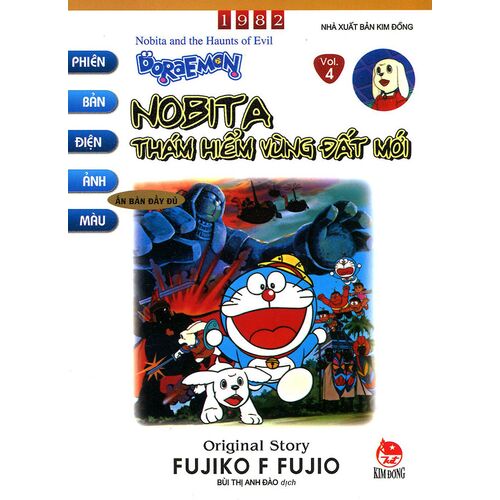 1982
NHÀ XUẤT BẢN KIM ĐỒNG
Nobita and the Haunts of Evil
DORAEMON
Vol.
4
PHIÊN
BẢN
ĐIỆN
ẢNH
MÀU
NOBITA
THÁM HIỂM VÙNG ĐẤT MỚI
ẤN BẢN ĐẦY ĐỦ
Original Story
FUJIKO F FUJIO
BÙI THỊ ANH ĐÀO dịch
KIM ĐỒNG